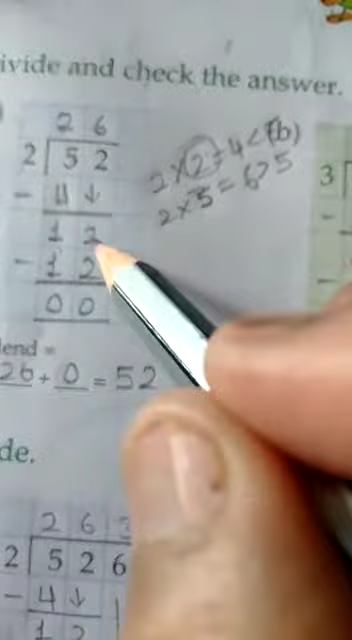 ivide and check the answer.
2 6
2 5 2
- 4 ↓
1 2
- 1 2
0 0
2 × 2 = 4 < (b)
2 × 3 = 6 > 5
3
-
-
end =
26 + 0 = 52
de.
2 6
2 5 2 6
- 4 ↓
1 2